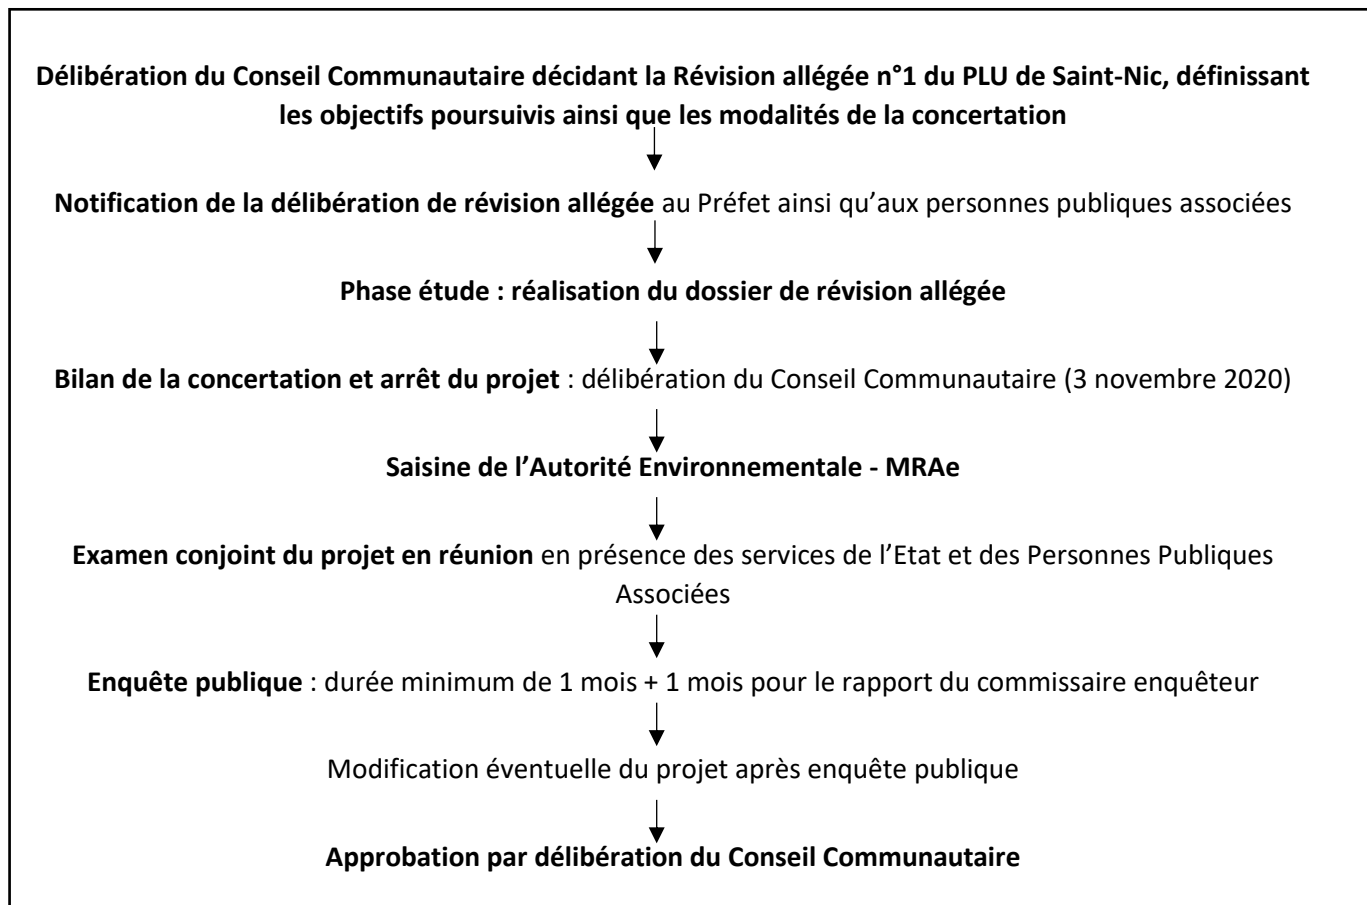 Délibération du Conseil Communautaire décidant la Révision allégée n°1 du PLU de Saint-Nic, définissant
les objectifs poursuivis ainsi que les modalités de la concertation
Notification de la délibération de révision allégée au Préfet ainsi qu’aux personnes publiques associées
Phase étude : réalisation du dossier de révision allégée
Bilan de la concertation et arrêt du projet : délibération du Conseil Communautaire (3 novembre 2020)
Saisine de l’Autorité Environnementale - MRAe
Examen conjoint du projet en réunion en présence des services de l’Etat et des Personnes Publiques
Associées
Enquête publique : durée minimum de 1 mois + 1 mois pour le rapport du commissaire enquêteur
Modification éventuelle du projet après enquête publique
Approbation par délibération du Conseil Communautaire